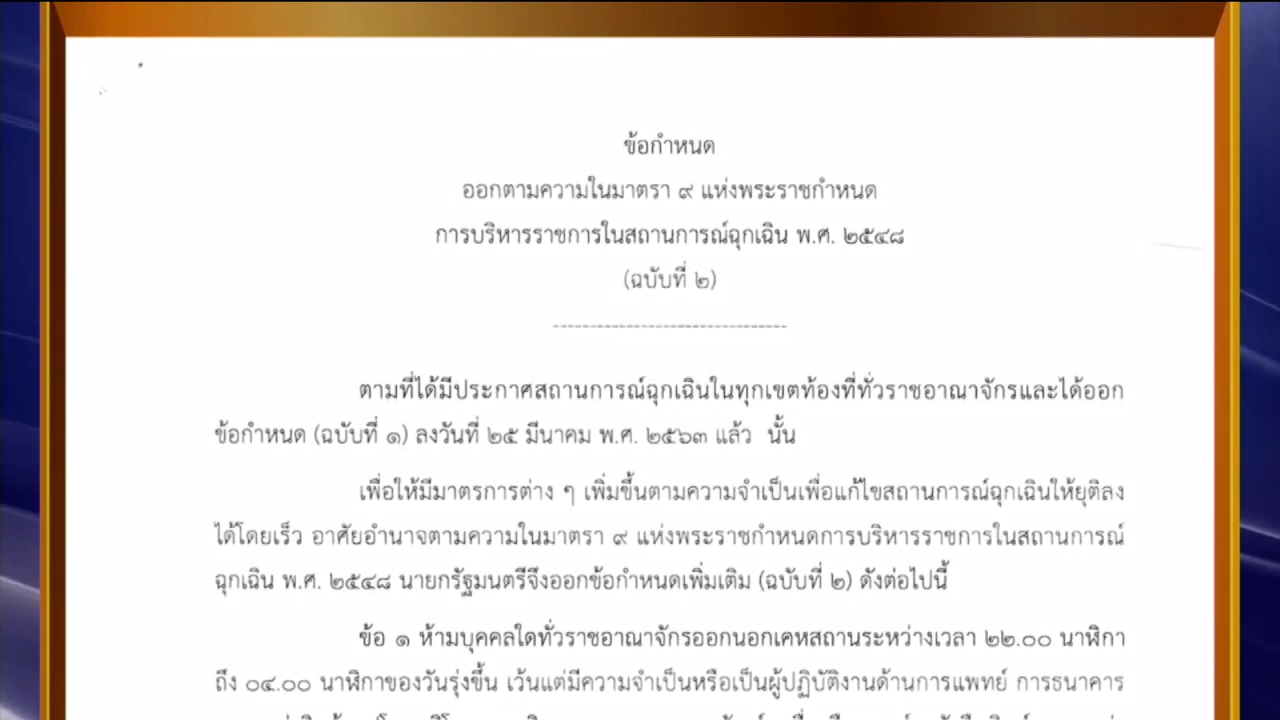 ข้อกำหนด
ออกตามความในมาตรา ๙ แห่งพระราชกำหนด
การบริหารราชการในสถานการณ์ฉุกเฉิน พ.ศ. ๒๕๔๘
(ฉบับที่ ๒)
--------------------------------
ตามที่ได้มีประกาศสถานการณ์ฉุกเฉินในทุกเขตท้องที่ทั่วราชอาณาจักรและได้ออก
ข้อกำหนด (ฉบับที่ ๑) ลงวันที่ ๒๕ มีนาคม พ.ศ. ๒๕๖๓ แล้ว นั้น
เพื่อให้มีมาตรการต่าง ๆ เพิ่มขึ้นตามความจำเป็นเพื่อแก้ไขสถานการณ์ฉุกเฉินให้ยุติลง
ได้โดยเร็ว อาศัยอำนาจตามความในมาตรา ๙ แห่งพระราชกำหนดการบริหารราชการในสถานการณ์
ฉุกเฉิน พ.ศ. ๒๕๔๘ นายกรัฐมนตรีจึงออกข้อกำหนดเพิ่มเติม (ฉบับที่ ๒) ดังต่อไปนี้
ข้อ ๑ ห้ามบุคคลใดทั่วราชอาณาจักรออกนอกเคหสถานระหว่างเวลา ๒๒.๐๐ นาฬิกา
ถึง ๐๔.๐๐ นาฬิกาของวันรุ่งขึ้น เว้นแต่มีความจำเป็นหรือเป็นผู้ปฏิบัติงานด้านการแพทย์ การธนาคาร